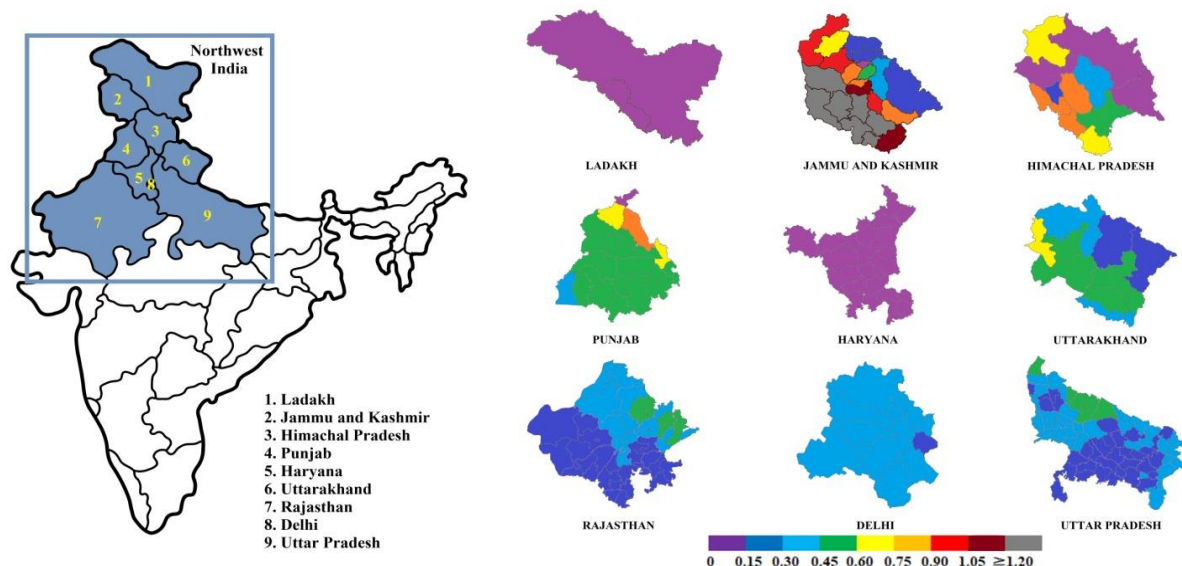 Northwest
India
1
2
3
4
5
6
7
8
9
1. Ladakh
2. Jammu and Kashmir
3. Himachal Pradesh
4. Punjab
5. Haryana
6. Uttarakhand
7. Rajasthan
8. Delhi
9. Uttar Pradesh
LADAKH
JAMMU AND KASHMIR
HIMACHAL PRADESH
PUNJAB
HARYANA
UTTARAKHAND
RAJASTHAN
DELHI
UTTAR PRADESH
0 0.15 0.30 0.45 0.60 0.75 0.90 1.05 ≥1.20